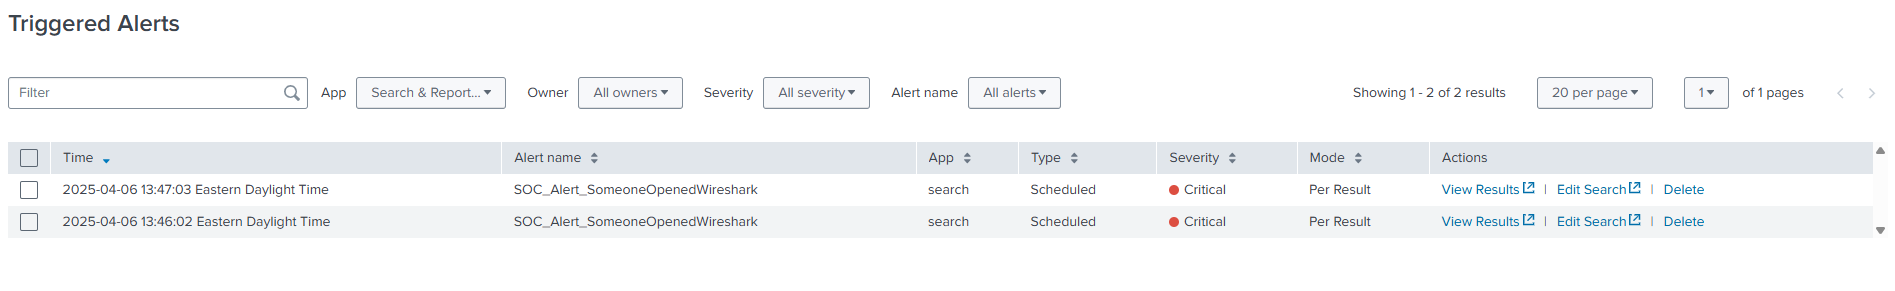 Triggered Alerts
Filter App Search & Report... Owner All owners Severity All severity Alert name All alerts Showing 1 - 2 of 2 results 20 per page 1 of 1 pages
Time Alert name App Type Severity Mode Actions
2025-04-06 13:47:03 Eastern Daylight Time SOC_Alert_SomeoneOpenedWireshark search Scheduled Critical Per Result View Results | Edit Search | Delete
2025-04-06 13:46:02 Eastern Daylight Time SOC_Alert_SomeoneOpenedWireshark search Scheduled Critical Per Result View Results | Edit Search | Delete